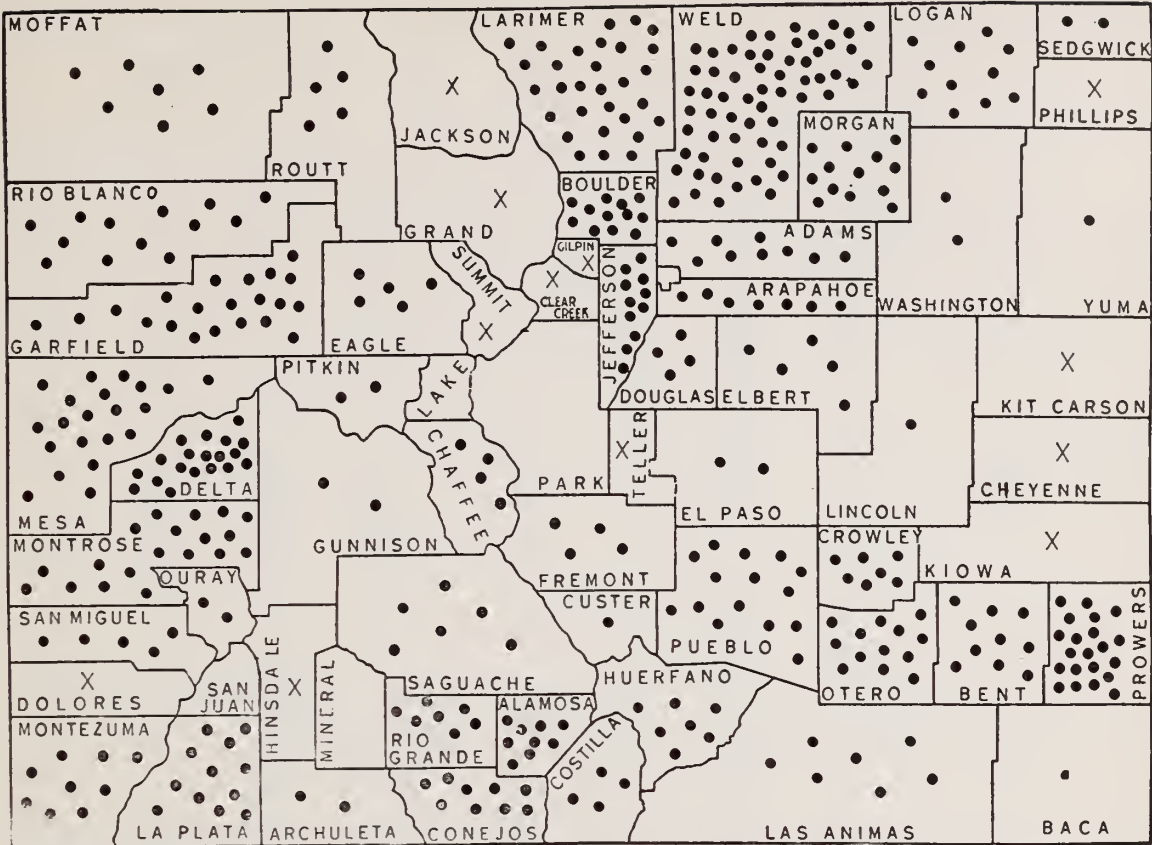 MOFFAT
LARIMER
WELD
LOGAN
SEDGWICK
PHILLIPS
JACKSON
MORGAN
ROUTT
RIO BLANCO
BOULDER
GRAND
GILPIN
ADAMS
SUMMIT
CLEAR
CREEK
JEFFERSON
ARAPAHOE
WASHINGTON
YUMA
GARFIELD
EAGLE
PITKIN
LAKE
DOUGLAS
ELBERT
KIT CARSON
CHAFFEE
TELLER
DELTA
PARK
CHEYENNE
MESA
EL PASO
LINCOLN
MONTROSE
GUNNISON
CROWLEY
OURAY
FREMONT
KIOWA
SAN MIGUEL
CUSTER
PROWERS
PUEBLO
HINSDALE
MINERAL
SAGUACHE
HUERFANO
OTERO
BENT
DOLORES
SAN
JUAN
ALAMOSA
MONTEZUMA
RIO
GRANDE
COSTILLA
LA PLATA
ARCHULETA
CONEJOS
LAS ANIMAS
BACA
X
X
X
X
X
X
X
X
X
X
X
X